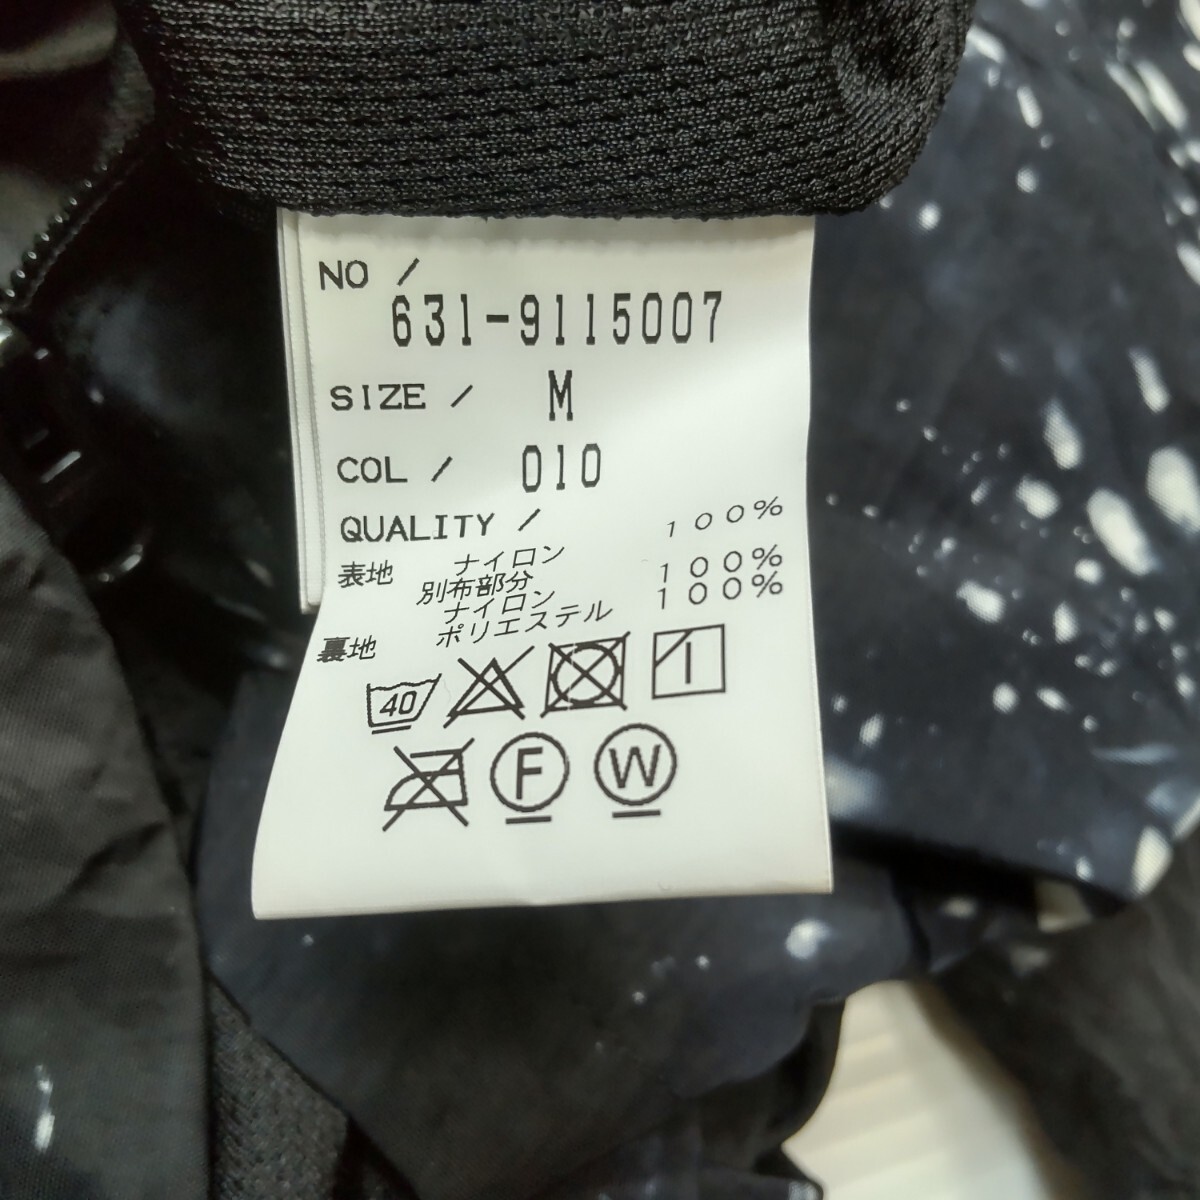 NO /
631-9115007
SIZE / M
COL / 010
QUALITY /
表地 ナイロン 100%
別布部分
ナイロン 100%
裏地 ポリエステル 100%
40
F W